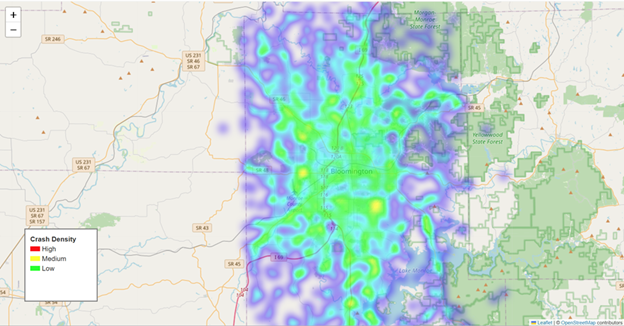 +
−
SR 246
US 231
SR 46
SR 67
Morgan
Monroe
State Forest
SR 45
Yellowwood
State Forest
US 231
SR 67
Bloomington
US 231
SR 67
SR 157
SR 43
I 69
SR 45
Crash Density
High
Medium
Low
54
SR 54
54
Leaflet | © OpenStreetMap contributors